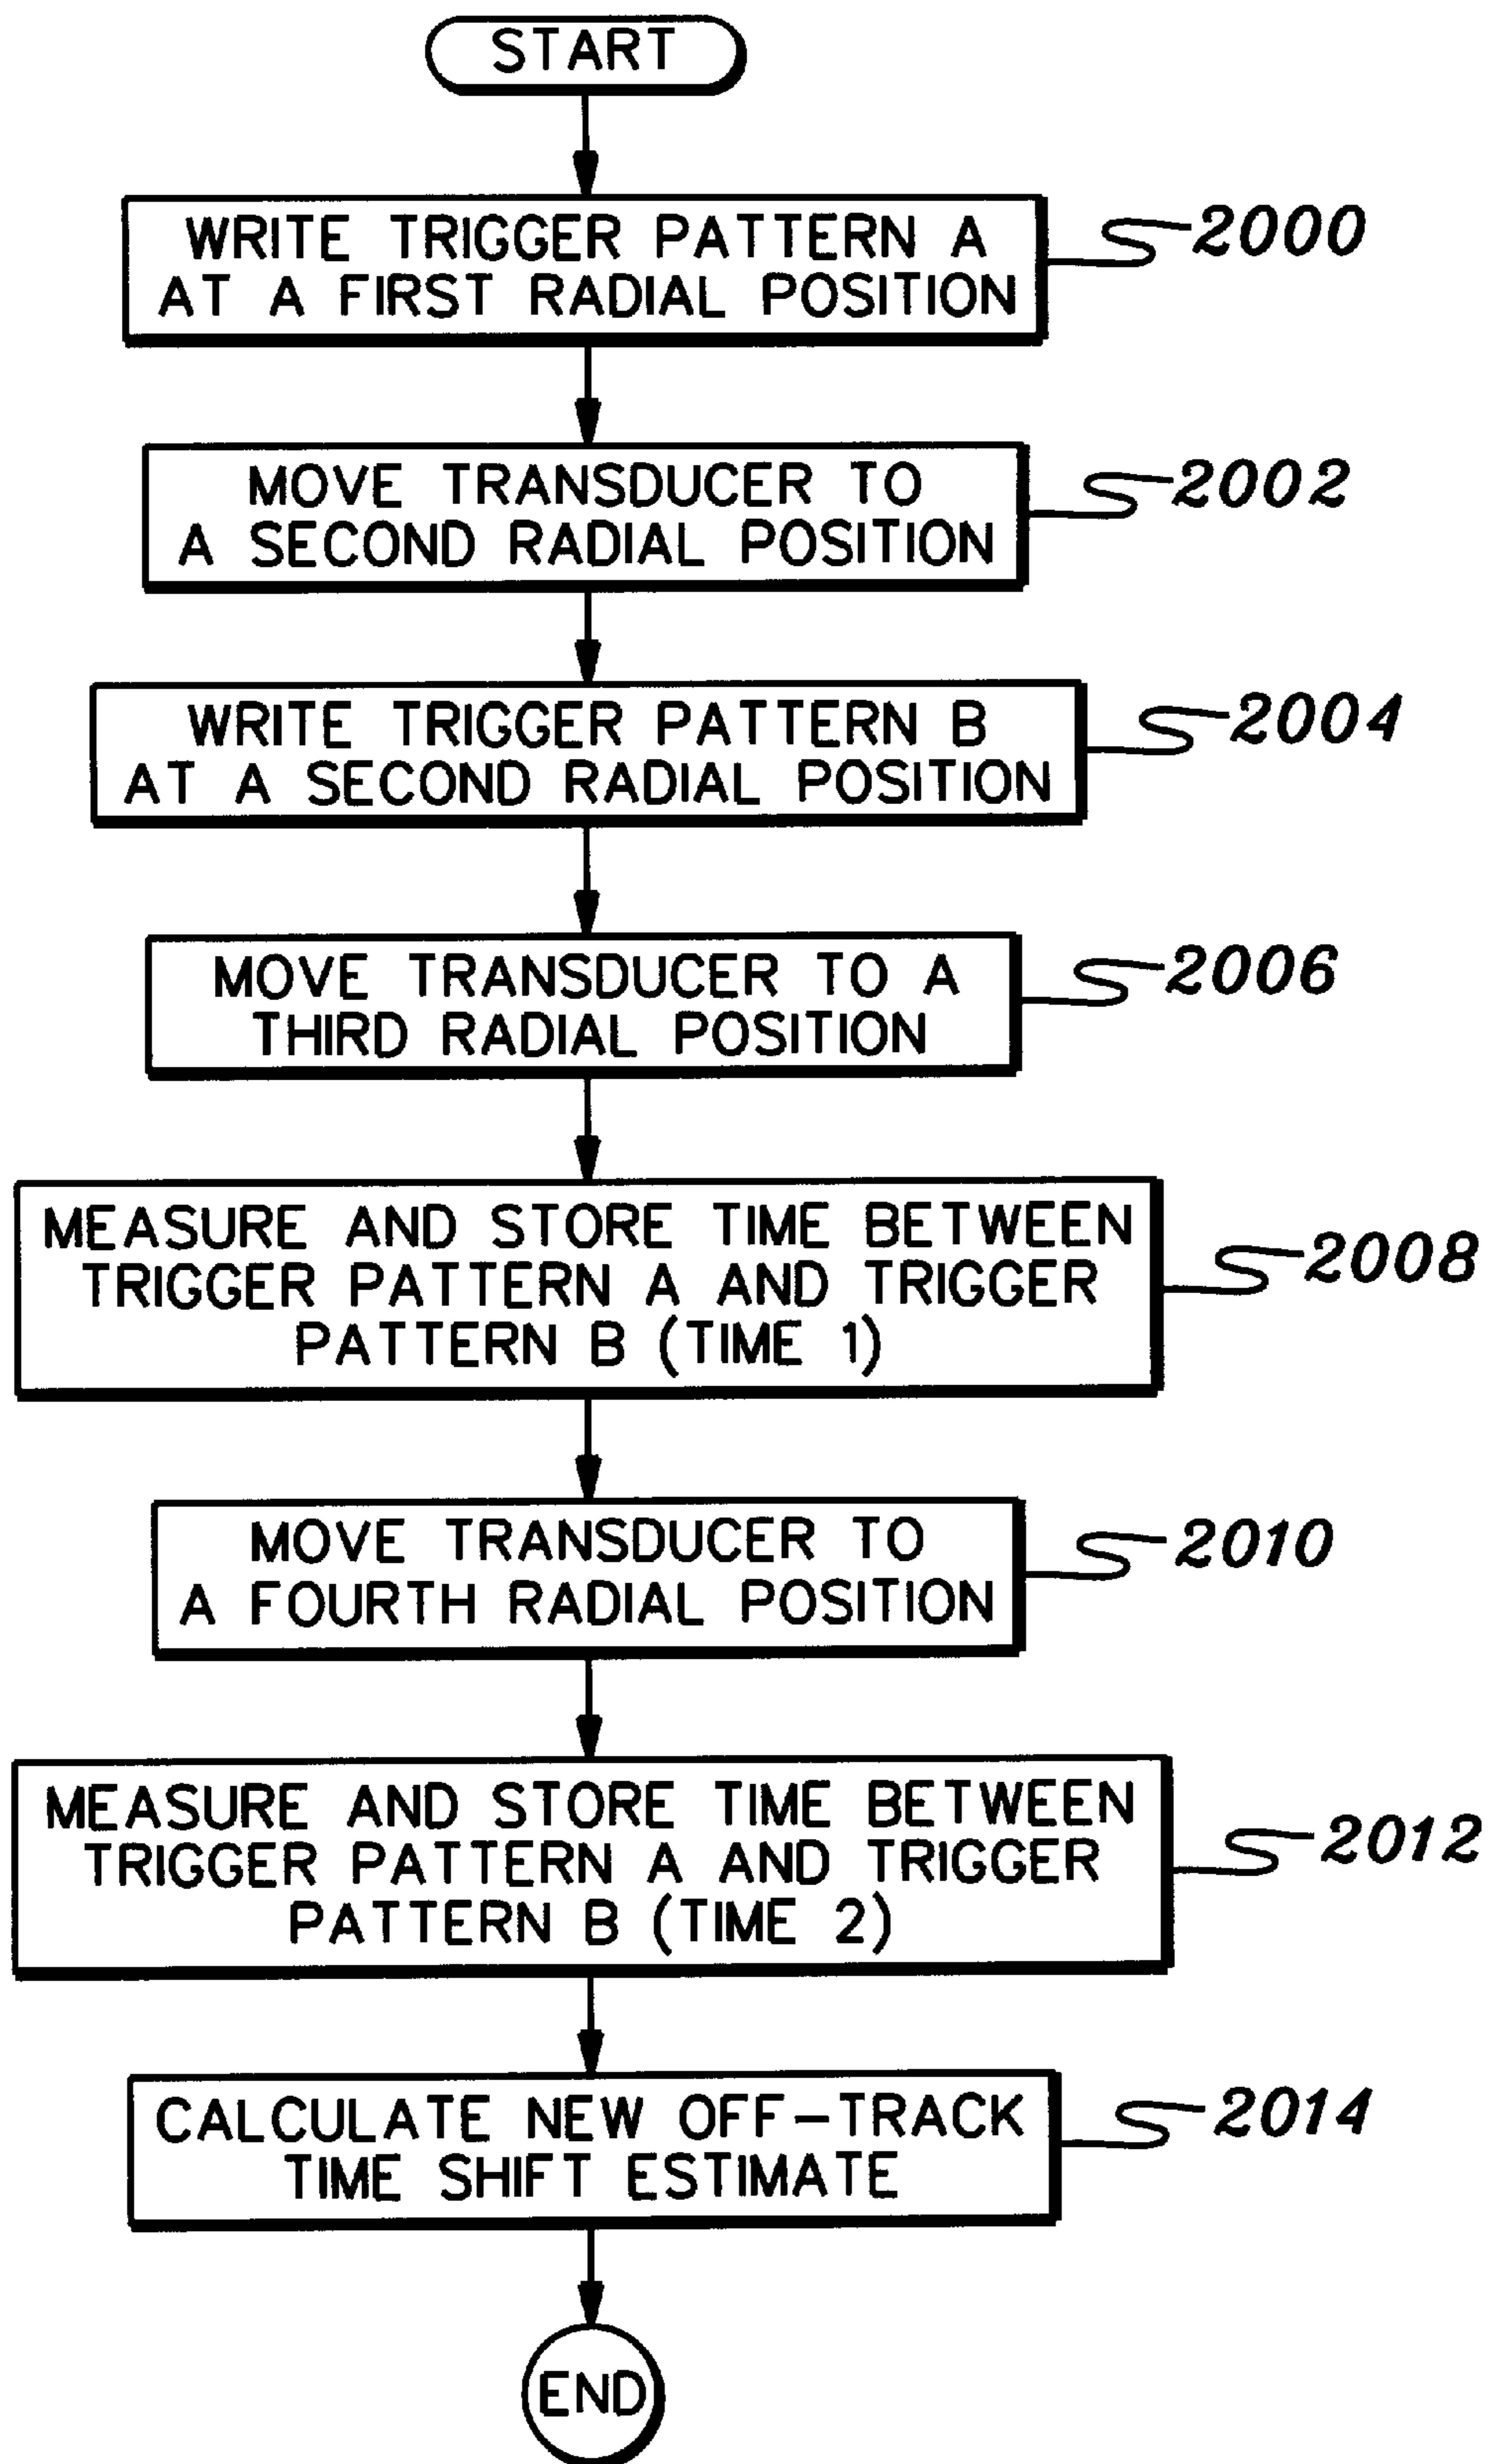 START
WRITE TRIGGER PATTERN A
AT A FIRST RADIAL POSITION
2000
MOVE TRANSDUCER TO
A SECOND RADIAL POSITION
2002
WRITE TRIGGER PATTERN B
AT A SECOND RADIAL POSITION
2004
MOVE TRANSDUCER TO A
THIRD RADIAL POSITION
2006
MEASURE AND STORE TIME BETWEEN
TRIGGER PATTERN A AND TRIGGER
PATTERN B (TIME 1)
2008
MOVE TRANSDUCER TO
A FOURTH RADIAL POSITION
2010
MEASURE AND STORE TIME BETWEEN
TRIGGER PATTERN A AND TRIGGER
PATTERN B (TIME 2)
2012
CALCULATE NEW OFF-TRACK
TIME SHIFT ESTIMATE
2014
END